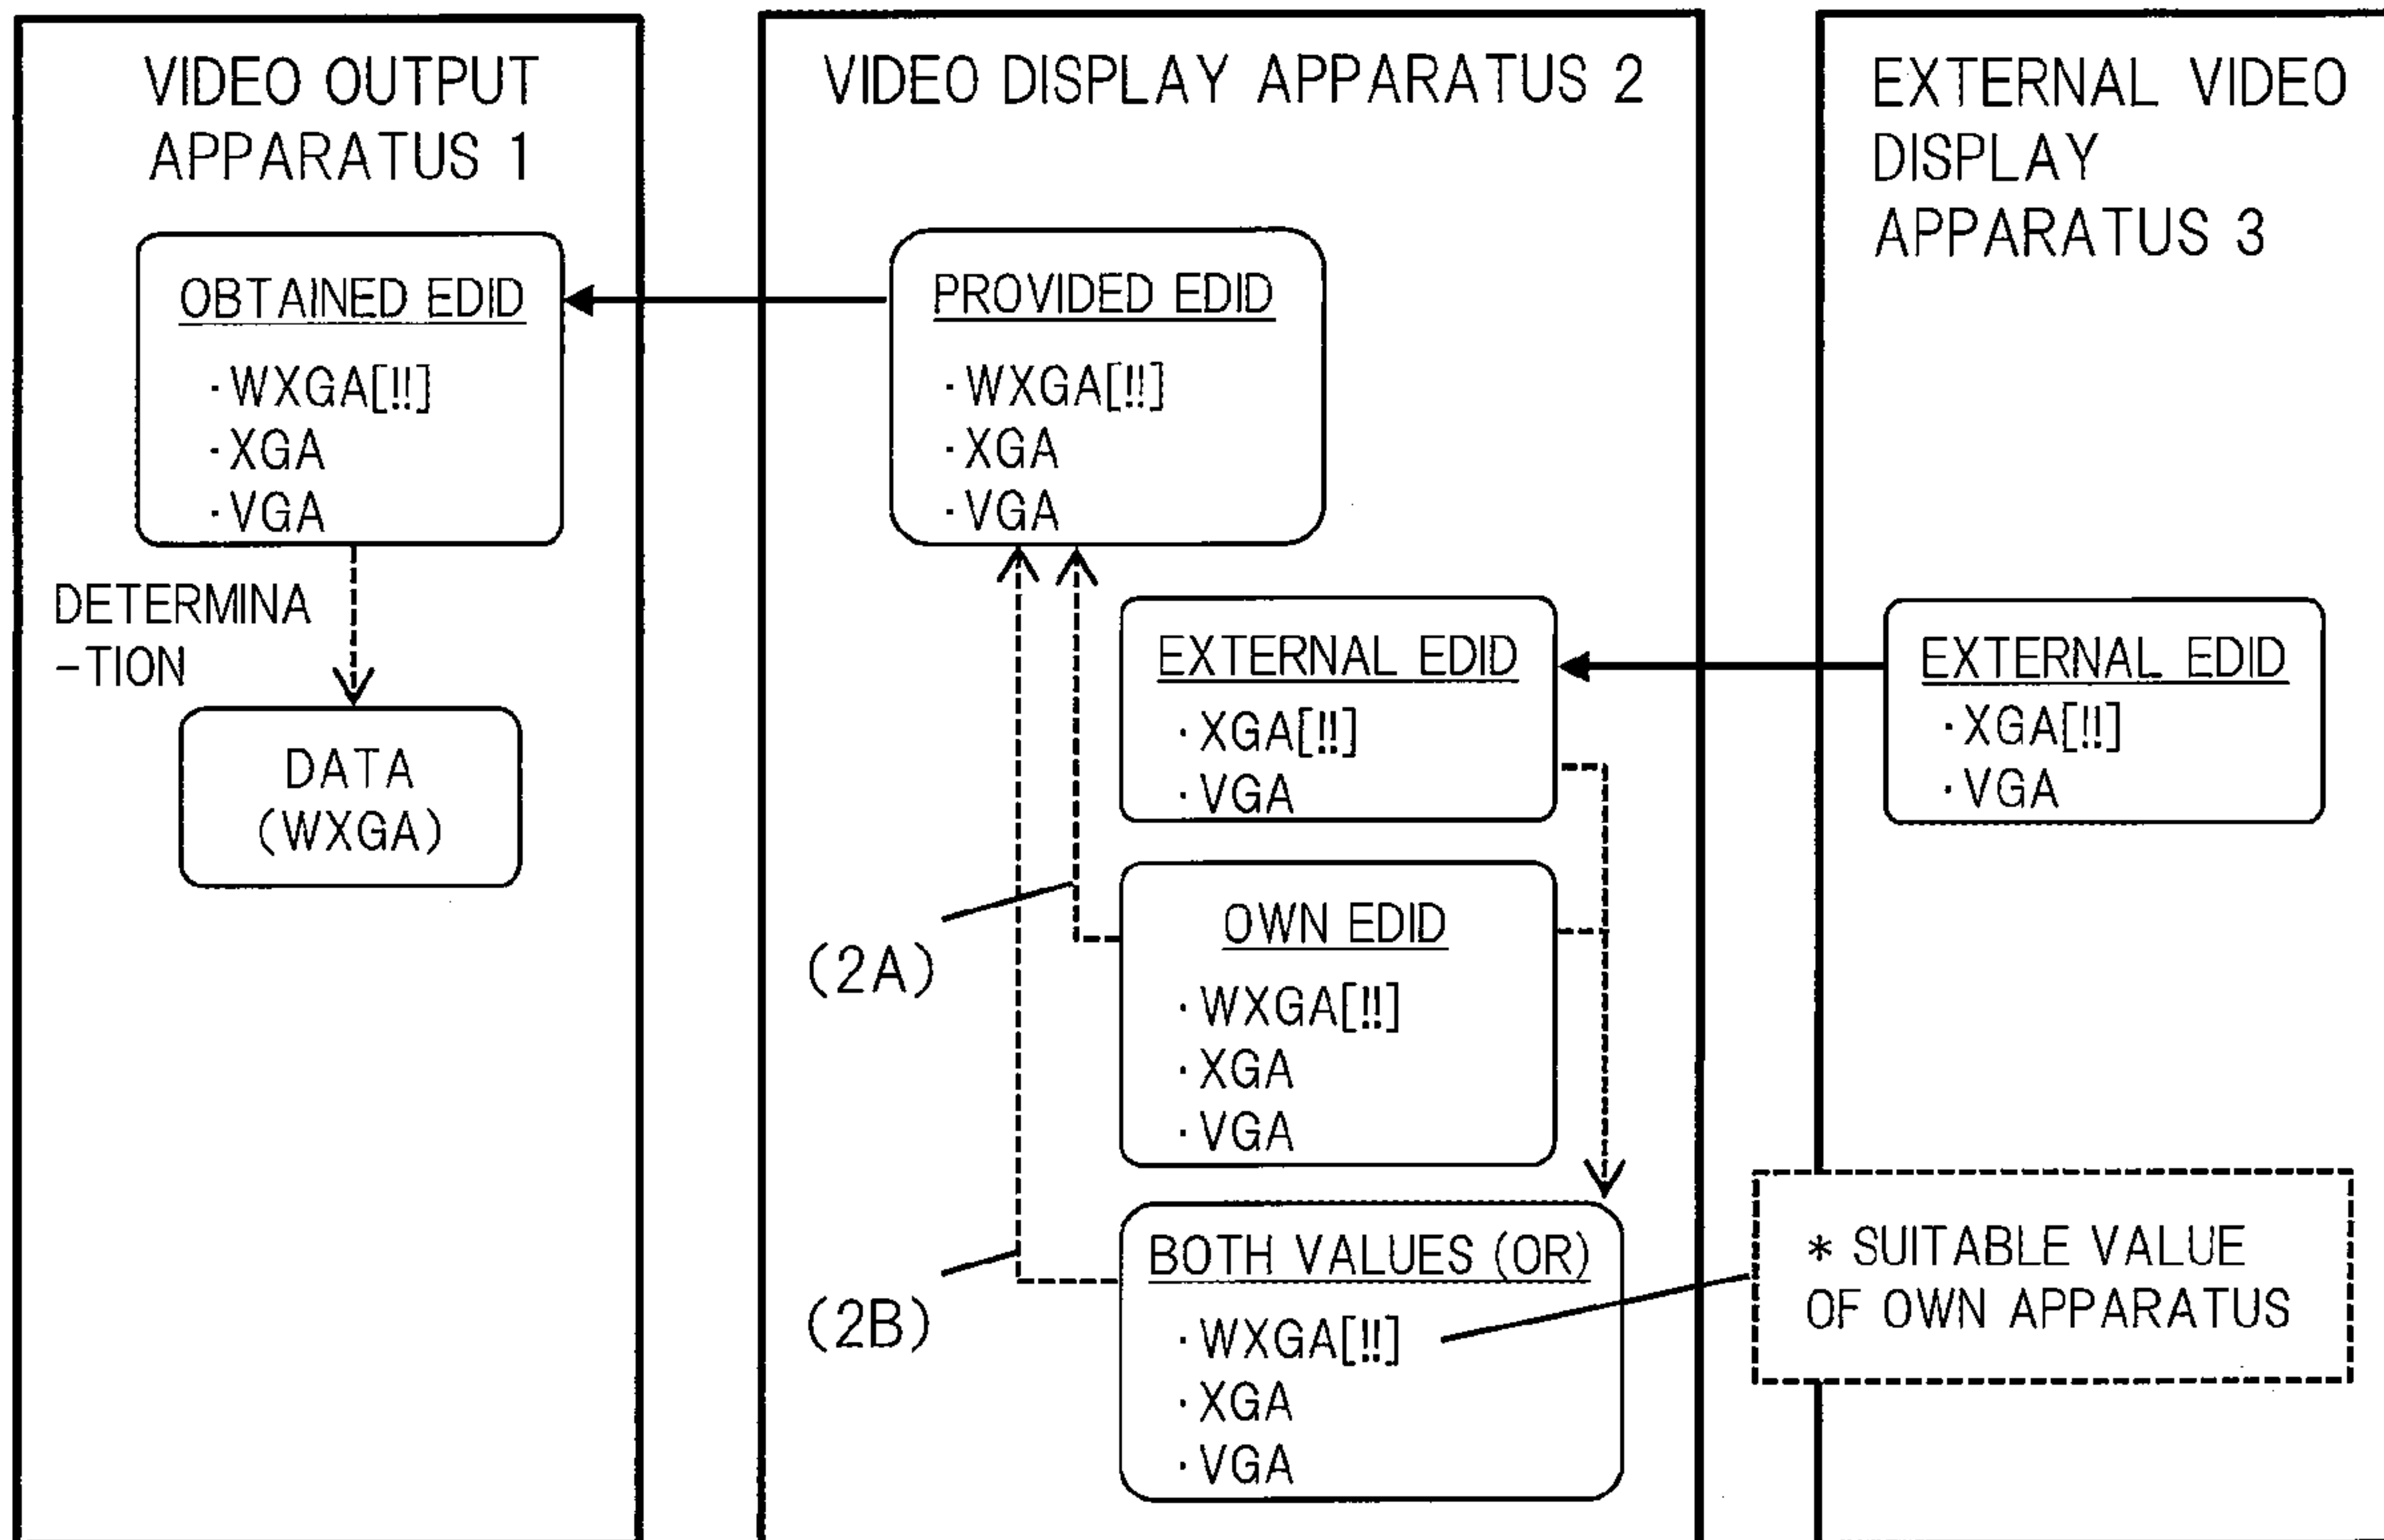 VIDEO OUTPUT
APPARATUS 1
OBTAINED EDID
·WXGA[!!]
·XGA
·VGA
DETERMINA
-TION
DATA
(WXGA)
VIDEO DISPLAY APPARATUS 2
PROVIDED EDID
·WXGA[!!]
·XGA
·VGA
EXTERNAL EDID
·XGA[!!]
·VGA
(2A)
OWN EDID
·WXGA[!!]
·XGA
·VGA
(2B)
BOTH VALUES (OR)
·WXGA[!!]
·XGA
·VGA
EXTERNAL VIDEO
DISPLAY
APPARATUS 3
EXTERNAL EDID
·XGA[!!]
·VGA
* SUITABLE VALUE
OF OWN APPARATUS